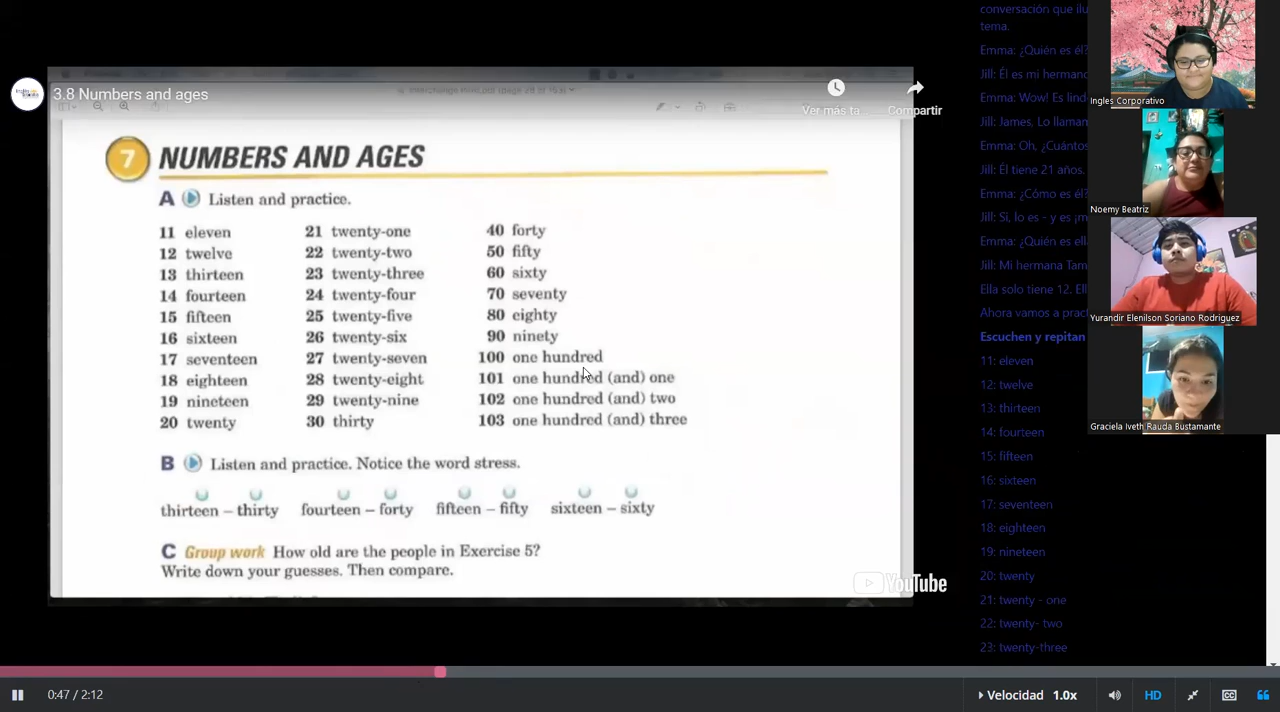 3.8 Numbers and ages
Ver más ta...
Compartir
7 NUMBERS AND AGES
A Listen and practice.
11 eleven 21 twenty-one 40 forty
12 twelve 22 twenty-two 50 fifty
13 thirteen 23 twenty-three 60 sixty
14 fourteen 24 twenty-four 70 seventy
15 fifteen 25 twenty-five 80 eighty
16 sixteen 26 twenty-six 90 ninety
17 seventeen 27 twenty-seven 100 one hundred
18 eighteen 28 twenty-eight 101 one hundred (and) one
19 nineteen 29 twenty-nine 102 one hundred (and) two
20 twenty 30 thirty 103 one hundred (and) three
B Listen and practice. Notice the word stress.
thirteen – thirty fourteen – forty fifteen – fifty sixteen – sixty
C Group work How old are the people in Exercise 5?
Write down your guesses. Then compare.
YouTube
conversación que ilu
tema.
Emma: ¿Quién es él?
Jill: Él es mi hermano
Emma: Wow! Es lind
Jill: James, Lo llaman
Emma: Oh, ¿Cuántos
Jill: Él tiene 21 años.
Emma: ¿Cómo es él?
Jill: Si, lo es - y es ¡m
Emma: ¿Quién es ell
Jill: Mi hermana Tam
Ella solo tiene 12. Ell
Ahora vamos a pract
Escuchen y repitan
11: eleven
12: twelve
13: thirteen
14: fourteen
15: fifteen
16: sixteen
17: seventeen
18: eighteen
19: nineteen
20: twenty
21: twenty - one
22: twenty- two
23: twenty-three
Ingles Corporativo
Noemy Beatriz
Yurandir Elenilson Soriano Rodriguez
Graciela Iveth Rauda Bustamante
0:47 / 2:12
Velocidad 1.0x
HD
CC